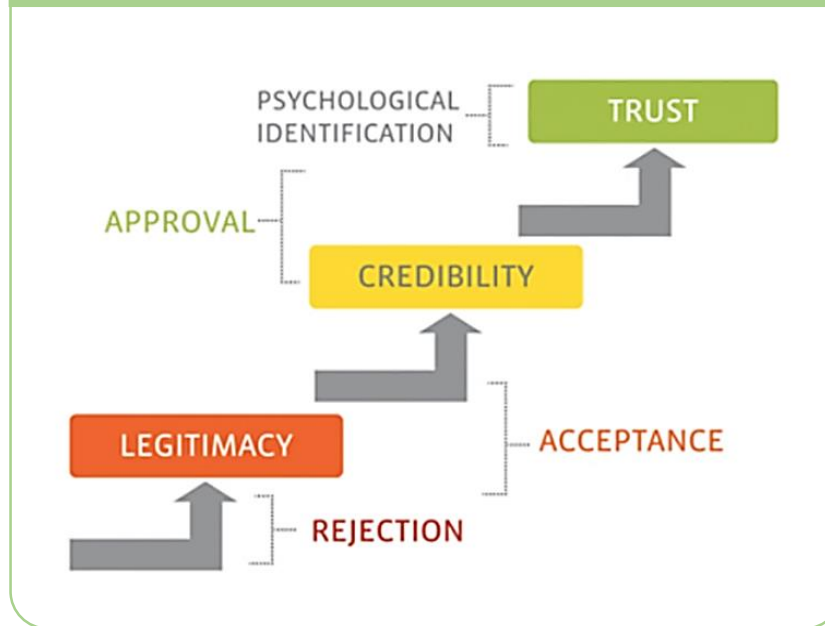 PSYCHOLOGICAL
IDENTIFICATION
TRUST
APPROVAL
CREDIBILITY
LEGITIMACY
ACCEPTANCE
REJECTION